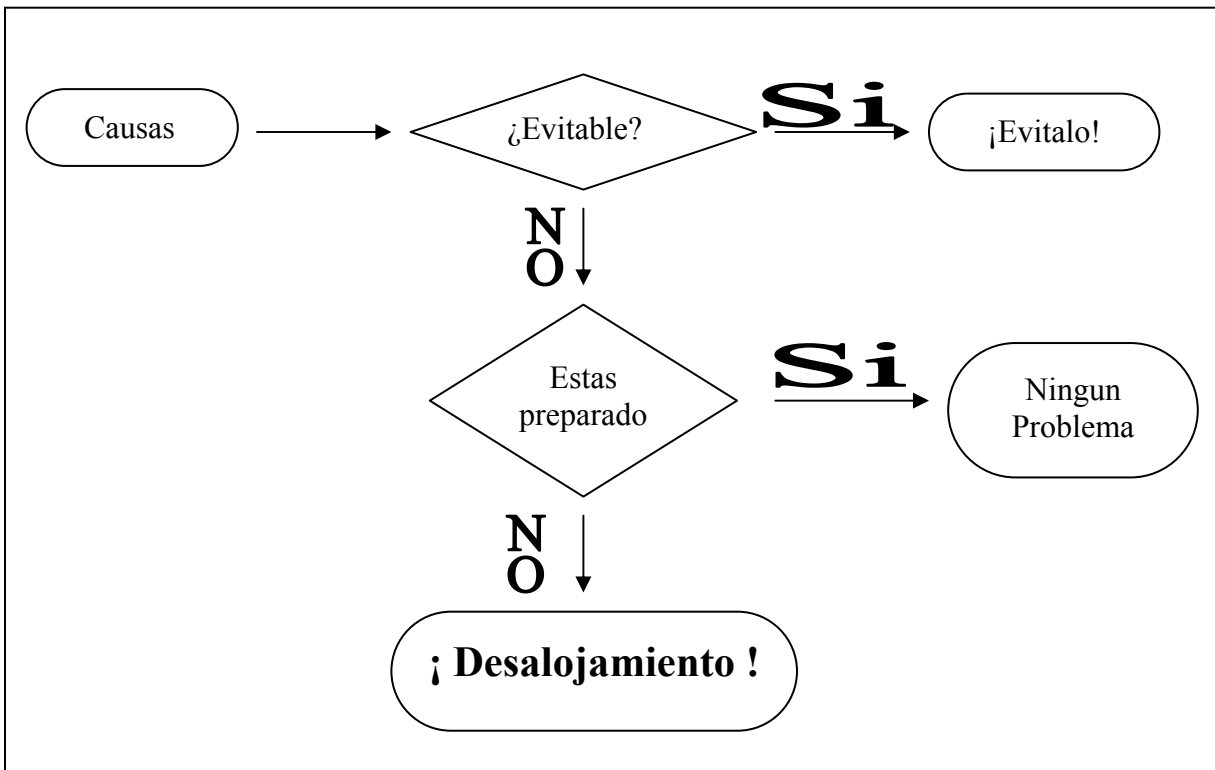 Causas
¿Evitable?
Si
¡Evitalo!
N
O
Estas
preparado
Si
Ningun
Problema
N
O
¡ Desalojamiento !